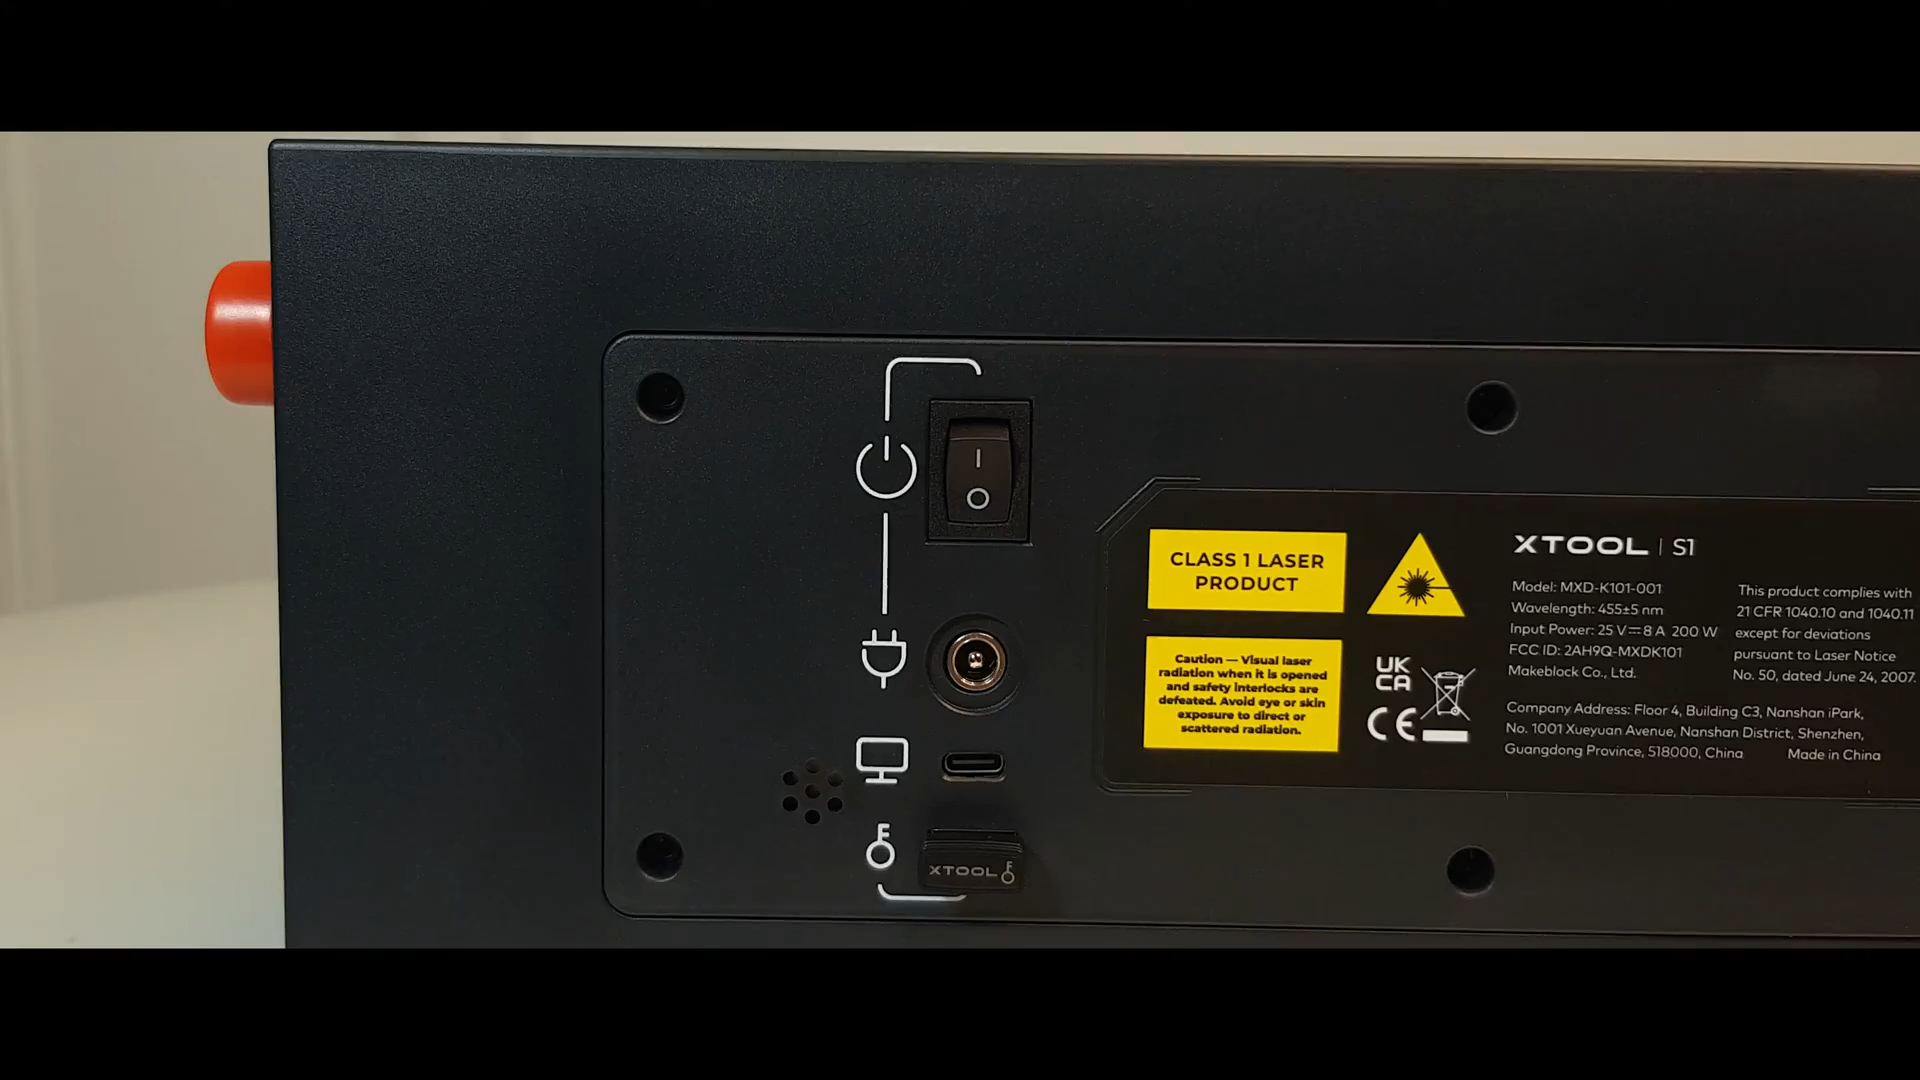 I
O
XTOOL
CLASS 1 LASER
PRODUCT
Caution — Visual laser
radiation when it is opened
and safety interlocks are
defeated. Avoid eye or skin
exposure to direct or
scattered radiation.
XTOOL | S1
Model: MXD-K101-001
Wavelength: 455±5 nm
Input Power: 25 V⎓8 A 200 W
FCC ID: 2AH9Q-MXDK101
Makeblock Co., Ltd.
This product complies with
21 CFR 1040.10 and 1040.11
except for deviations
pursuant to Laser Notice
No. 50, dated June 24, 2007.
UK
CA
CE
Company Address: Floor 4, Building C3, Nanshan iPark,
No. 1001 Xueyuan Avenue, Nanshan District, Shenzhen,
Guangdong Province, 518000, China Made in China